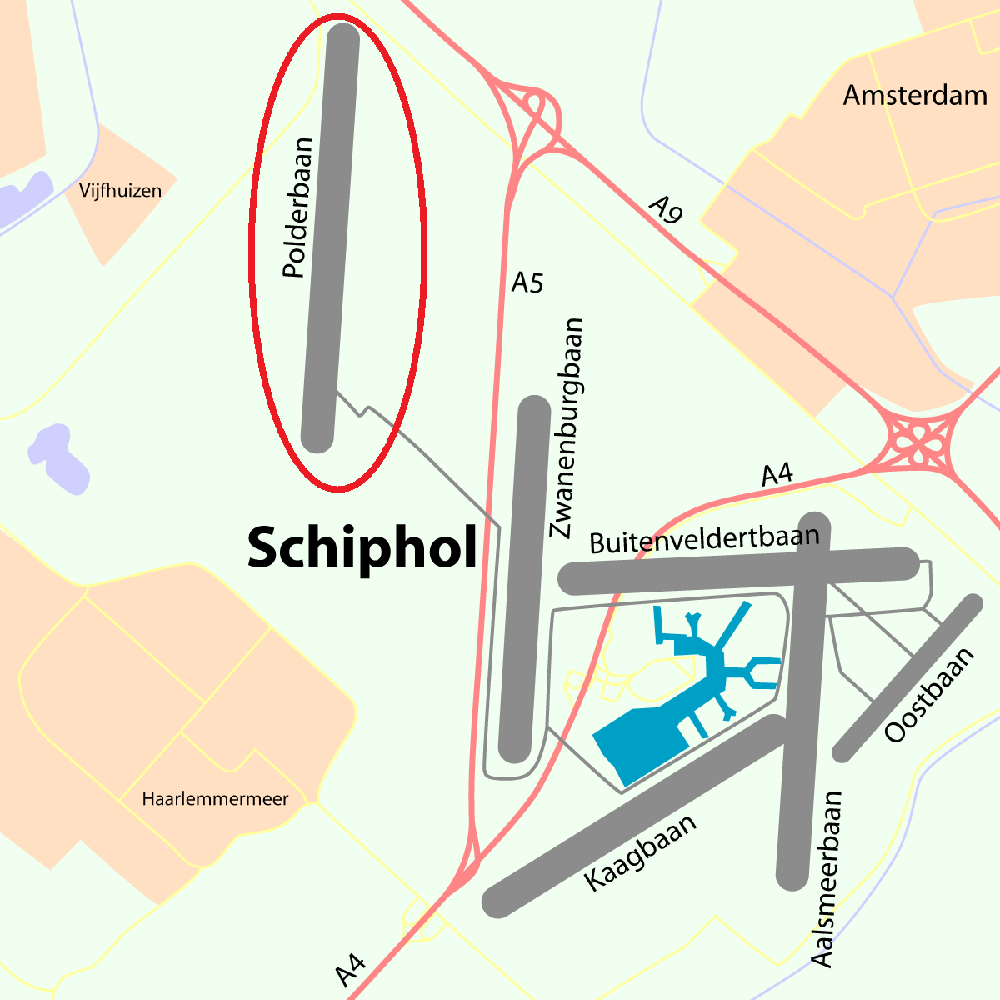 Amsterdam
Vijfhuizen
Polderbaan
A9
A5
Zwanenburgbaan
A4
Schiphol
Buitenveldertbaan
Oostbaan
Haarlemmermeer
Kaagbaan
Aalsmeerbaan
A4